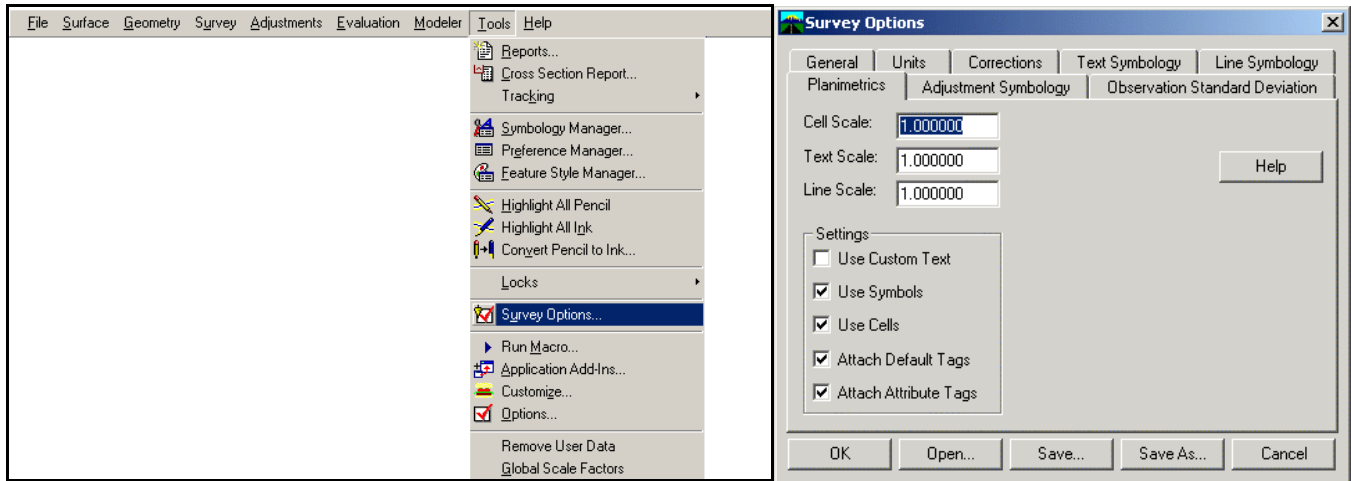 File Surface Geometry Survey Adjustments Evaluation Modeler Tools Help
Reports...
Cross Section Report...
Tracking
Symbology Manager...
Preference Manager...
Feature Style Manager...
Highlight All Pencil
Highlight All Ink
Convert Pencil to Ink...
Locks
Survey Options...
Run Macro...
Application Add-Ins...
Customize...
Options...
Remove User Data
Global Scale Factors
Survey Options
General Units Corrections Text Symbology Line Symbology
Planimetrics Adjustment Symbology Observation Standard Deviation
Cell Scale: 1.000000
Text Scale: 1.000000
Help
Line Scale: 1.000000
Settings
Use Custom Text
Use Symbols
Use Cells
Attach Default Tags
Attach Attribute Tags
OK Open... Save... Save As... Cancel